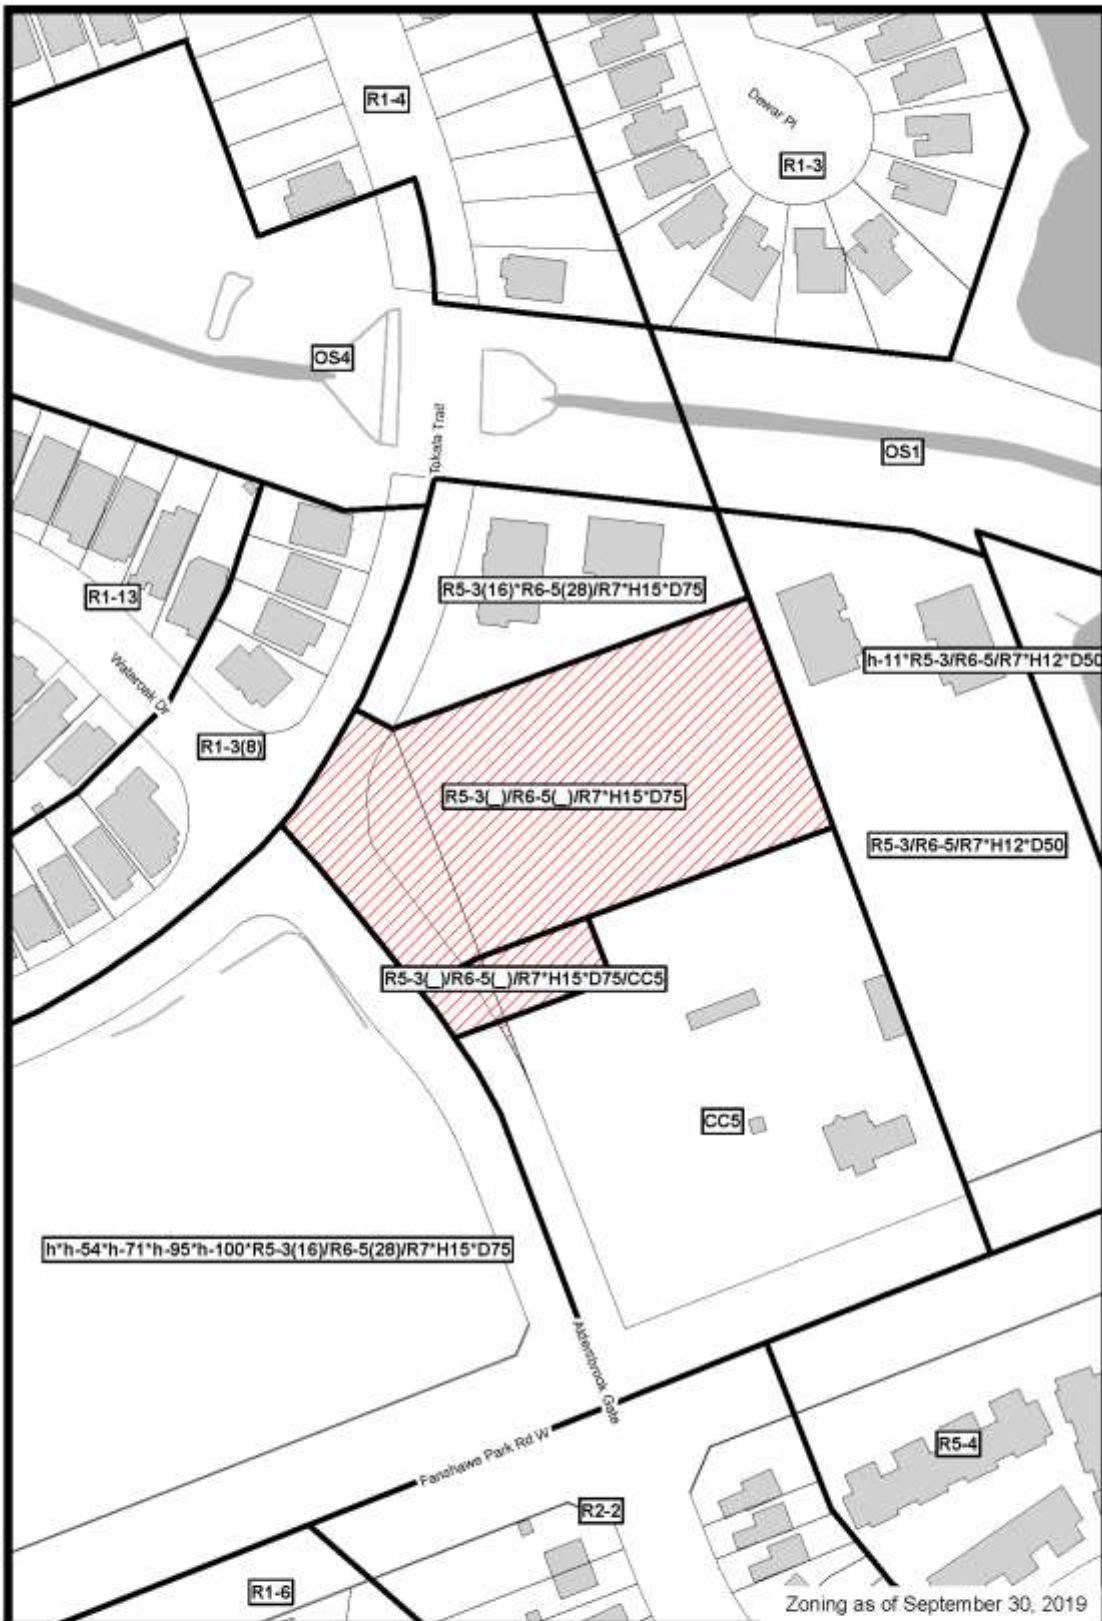 R1-4
Dewar Pl
R1-3
OS4
Tokala Trail
OS1
R5-3(16)*R6-5(28)/R7*H15*D75
R1-13
h-11*R5-3/R6-5/R7*H12*D50
Wateroak Dr
R1-3(8)
R5-3(_)/R6-5(_)/R7*H15*D75
R5-3/R6-5/R7*H12*D50
R5-3(_)/R6-5(_)/R7*H15*D75/CC5
CC5
h*h-54*h-71*h-95*h-100*R5-3(16)/R6-5(28)/R7*H15*D75
Aldersbrook Gate
Fanshawe Park Rd W
R5-4
R2-2
R1-6
Zoning as of September 30, 2019